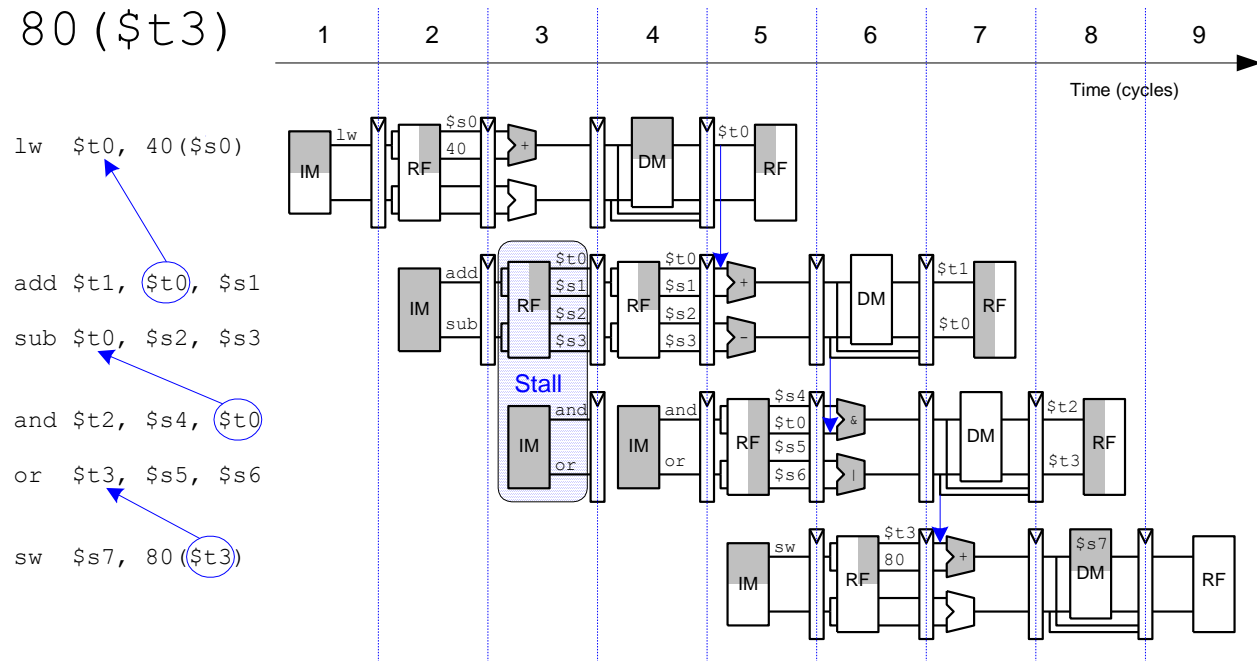 80($t3)
1 2 3 4 5 6 7 8 9
Time (cycles)
lw $t0, 40($s0)
IM lw RF $s0 40 + DM $t0 RF
add $t1, $t0, $s1
sub $t0, $s2, $s3
IM add sub RF $t0 $s1 $s2 $s3 RF $t0 $s1 $s2 $s3 + - DM $t1 $t0 RF
Stall
and $t2, $s4, $t0
or $t3, $s5, $s6
IM and or IM and or RF $s4 $t0 $s5 $s6 & | DM $t2 $t3 RF
sw $s7, 80($t3)
IM sw RF $t3 80 + $s7 DM RF